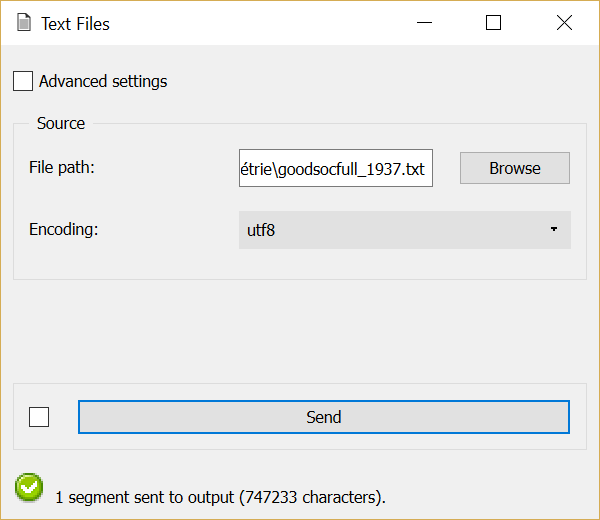 Text Files
Advanced settings
Source
File path: étrie\goodsocfull_1937.txt Browse
Encoding: utf8
Send
1 segment sent to output (747233 characters).